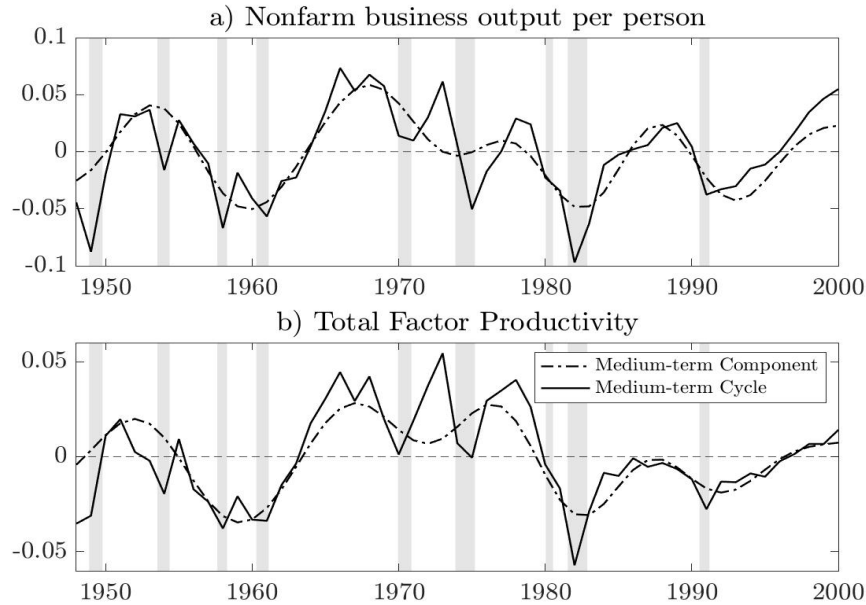 a) Nonfarm business output per person
0.1
0.05
0
-0.05
-0.1
1950 1960 1970 1980 1990 2000
b) Total Factor Productivity
0.05
0
-0.05
Medium-term Component
Medium-term Cycle
1950 1960 1970 1980 1990 2000